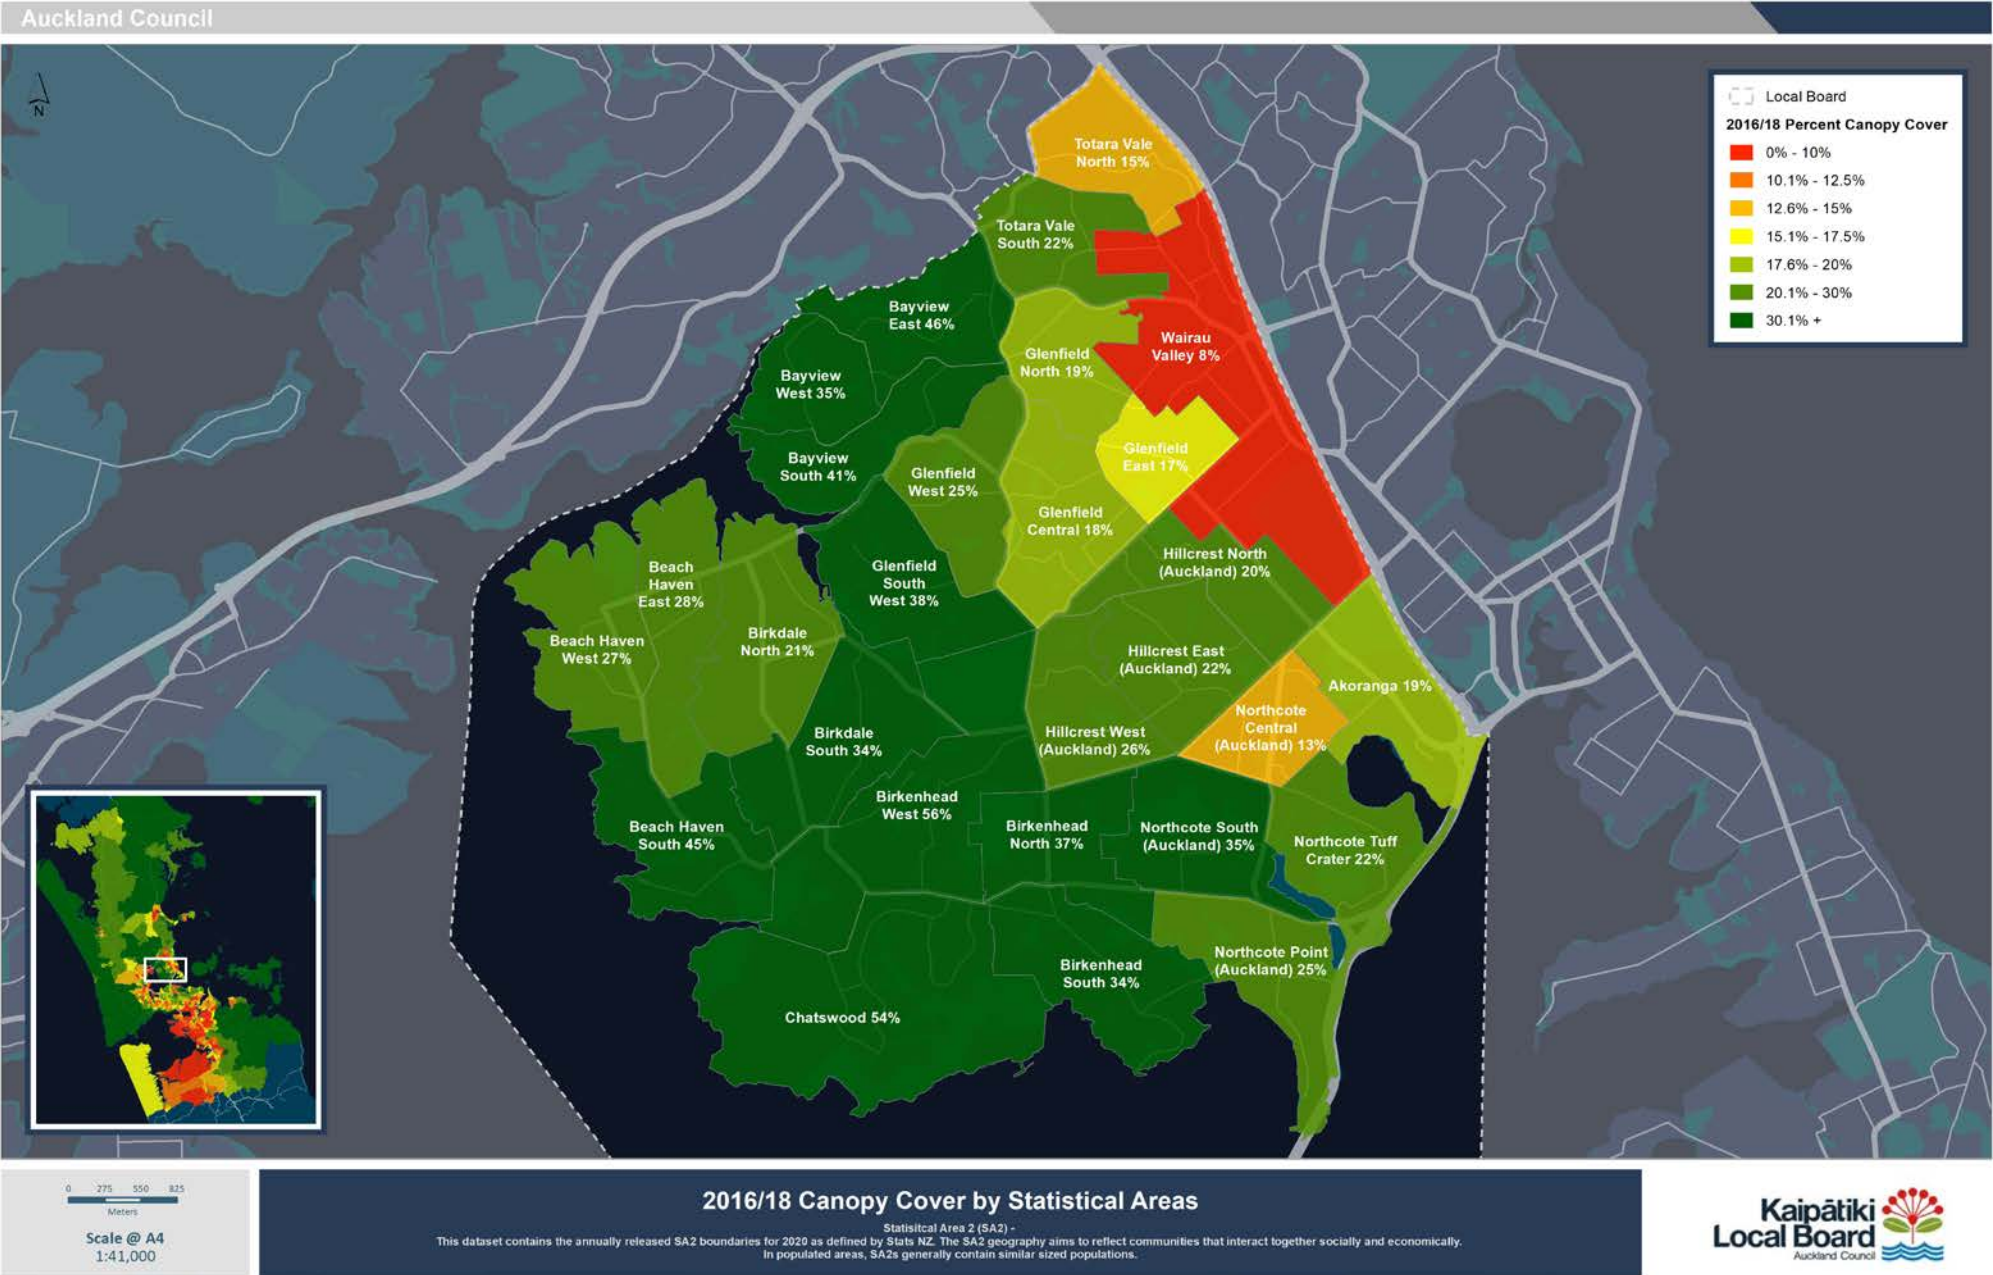 Auckland Council
N
Local Board
2016/18 Percent Canopy Cover
0% - 10%
10.1% - 12.5%
12.6% - 15%
15.1% - 17.5%
17.6% - 20%
20.1% - 30%
30.1% +
Totara Vale
North 15%
Totara Vale
South 22%
Bayview
East 46%
Wairau
Valley 8%
Glenfield
North 19%
Bayview
West 35%
Glenfield
East 17%
Bayview
South 41%
Glenfield
West 25%
Glenfield
Central 18%
Hillcrest North
(Auckland) 20%
Beach
Haven
East 28%
Glenfield
South
West 38%
Beach Haven
West 27%
Birkdale
North 21%
Hillcrest East
(Auckland) 22%
Akoranga 19%
Northcote
Central
(Auckland) 13%
Birkdale
South 34%
Hillcrest West
(Auckland) 26%
Birkenhead
West 56%
Beach Haven
South 45%
Birkenhead
North 37%
Northcote South
(Auckland) 35%
Northcote Tuff
Crater 22%
Northcote Point
(Auckland) 25%
Birkenhead
South 34%
Chatswood 54%
0 275 550 825
Meters
Scale @ A4
1:41,000
2016/18 Canopy Cover by Statistical Areas
Statisitcal Area 2 (SA2) -
This dataset contains the annually released SA2 boundaries for 2020 as defined by Stats NZ. The SA2 geography aims to reflect communities that interact together socially and economically.
In populated areas, SA2s generally contain similar sized populations.
Kaipātiki
Local Board
Auckland Council